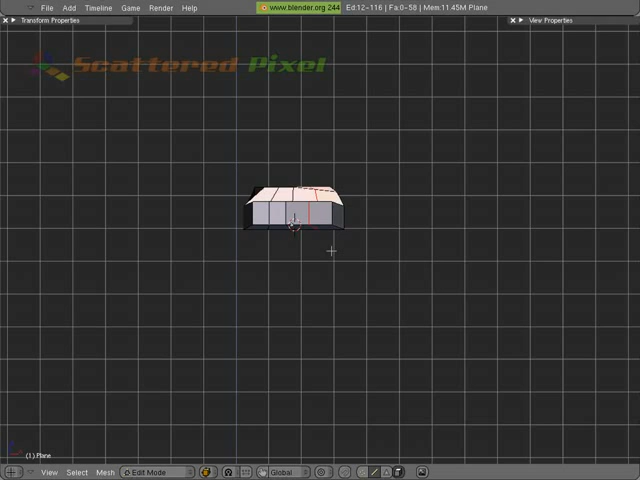 File Add Timeline Game Render Help www.blender.org 244 Ed:12-116 | Fa:0-58 | Mem:11.45M Plane
Transform Properties View Properties
Scattered Pixel
(1) Plane
View Select Mesh Edit Mode Global